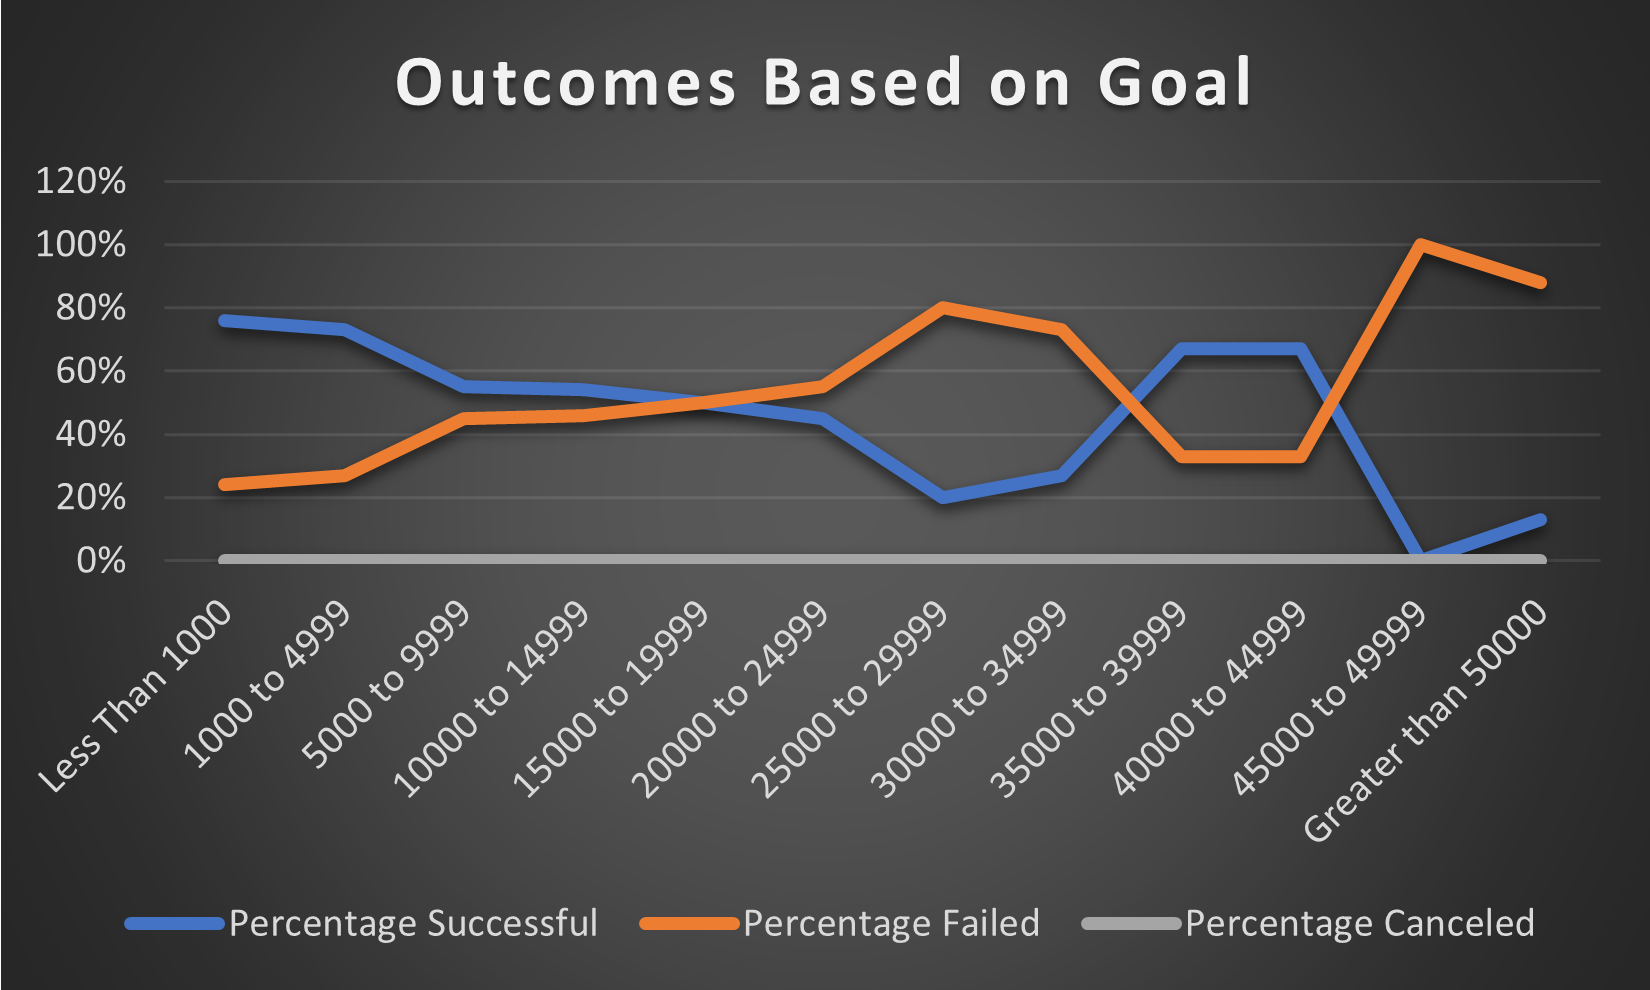 Outcomes Based on Goal
120%
100%
80%
60%
40%
20%
0%
Less Than 1000
1000 to 4999
5000 to 9999
10000 to 14999
15000 to 19999
20000 to 24999
25000 to 29999
30000 to 34999
35000 to 39999
40000 to 44999
45000 to 49999
Greater than 50000
Percentage Successful
Percentage Failed
Percentage Canceled